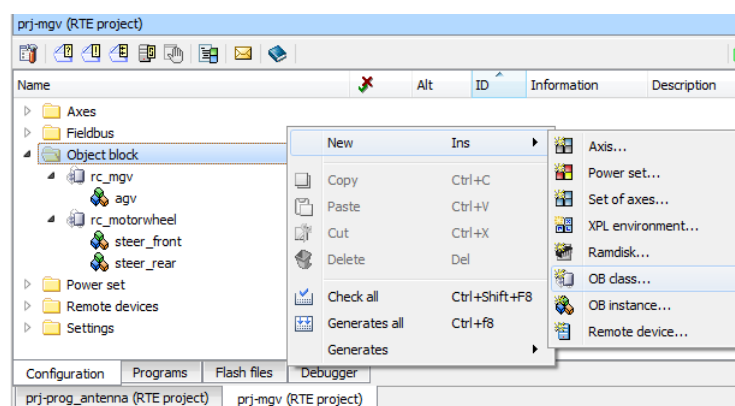 prj-mgv (RTE project)
Name Alt ID Information Description
Axes
Fieldbus
Object block
rc_mgv
agv
rc_motorwheel
steer_front
steer_rear
Power set
Remote devices
Settings
New Ins
Copy Ctrl+C
Paste Ctrl+V
Cut Ctrl+X
Delete Del
Check all Ctrl+Shift+F8
Generates all Ctrl+f8
Generates
Axis...
Power set...
Set of axes...
XPL environment...
Ramdisk...
OB class...
OB instance...
Remote device...
Configuration Programs Flash files Debugger
prj-prog_antenna (RTE project) prj-mgv (RTE project)